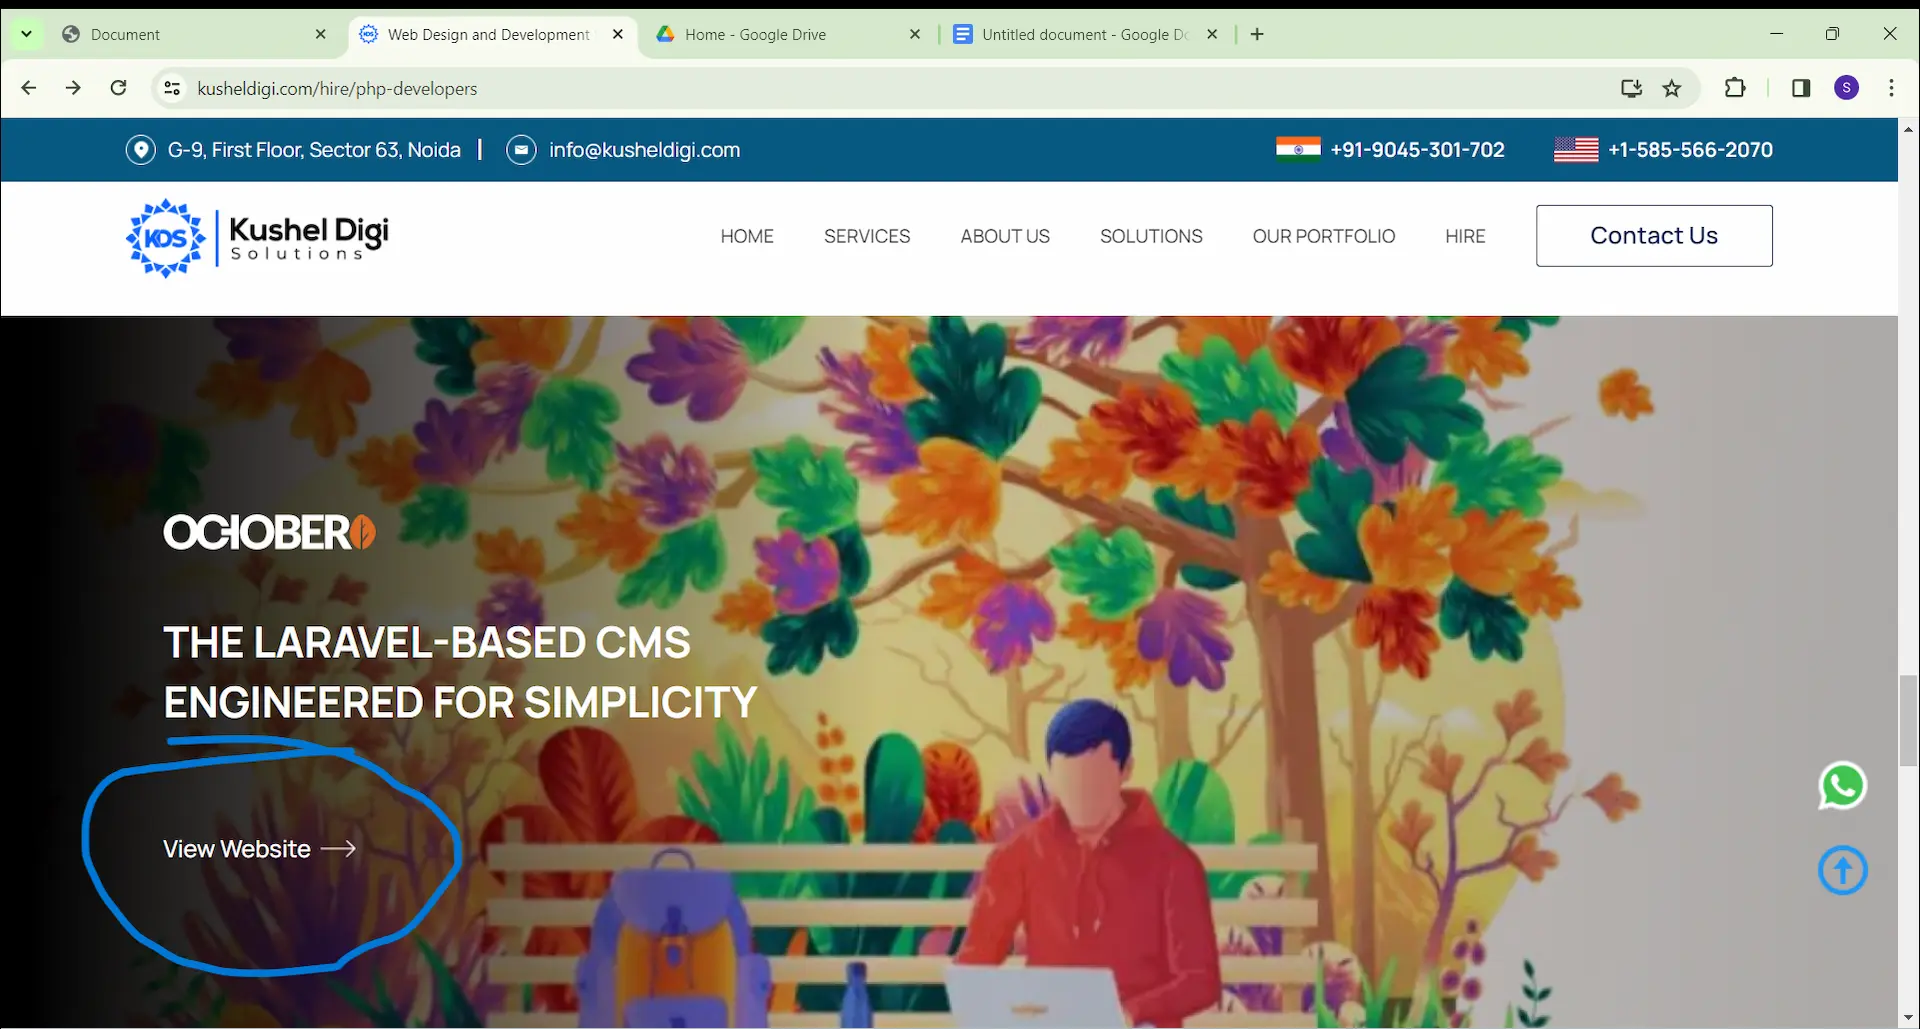 Document
Web Design and Development
Home - Google Drive
Untitled document - Google Do
kusheldigi.com/hire/php-developers
S
G-9, First Floor, Sector 63, Noida
info@kusheldigi.com
+91-9045-301-702
+1-585-566-2070
KDS
Kushel Digi
Solutions
HOME
SERVICES
ABOUT US
SOLUTIONS
OUR PORTFOLIO
HIRE
Contact Us
OCTOBER
THE LARAVEL-BASED CMS
ENGINEERED FOR SIMPLICITY
View Website